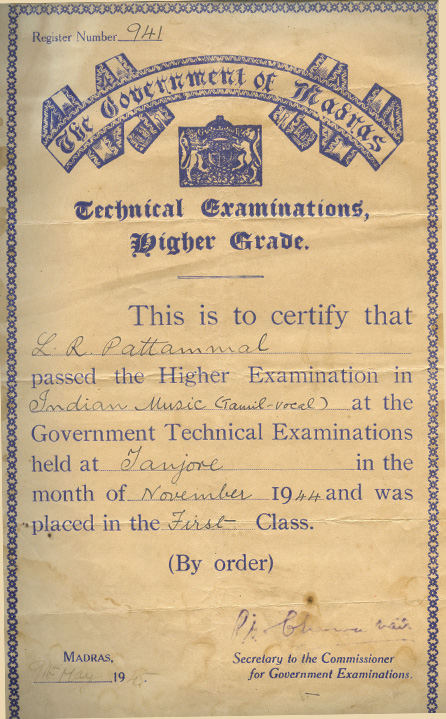 Register Number 941
The Government of Madras
Technical Examinations,
Higher Grade.
This is to certify that
L. R. Pattammal
passed the Higher Examination in
Indian Music (Tamil-vocal) at the
Government Technical Examinations
held at Tanjore in the
month of November 1944 and was
placed in the First Class.
(By order)
MADRAS,
May 19
Secretary to the Commissioner
for Government Examinations.